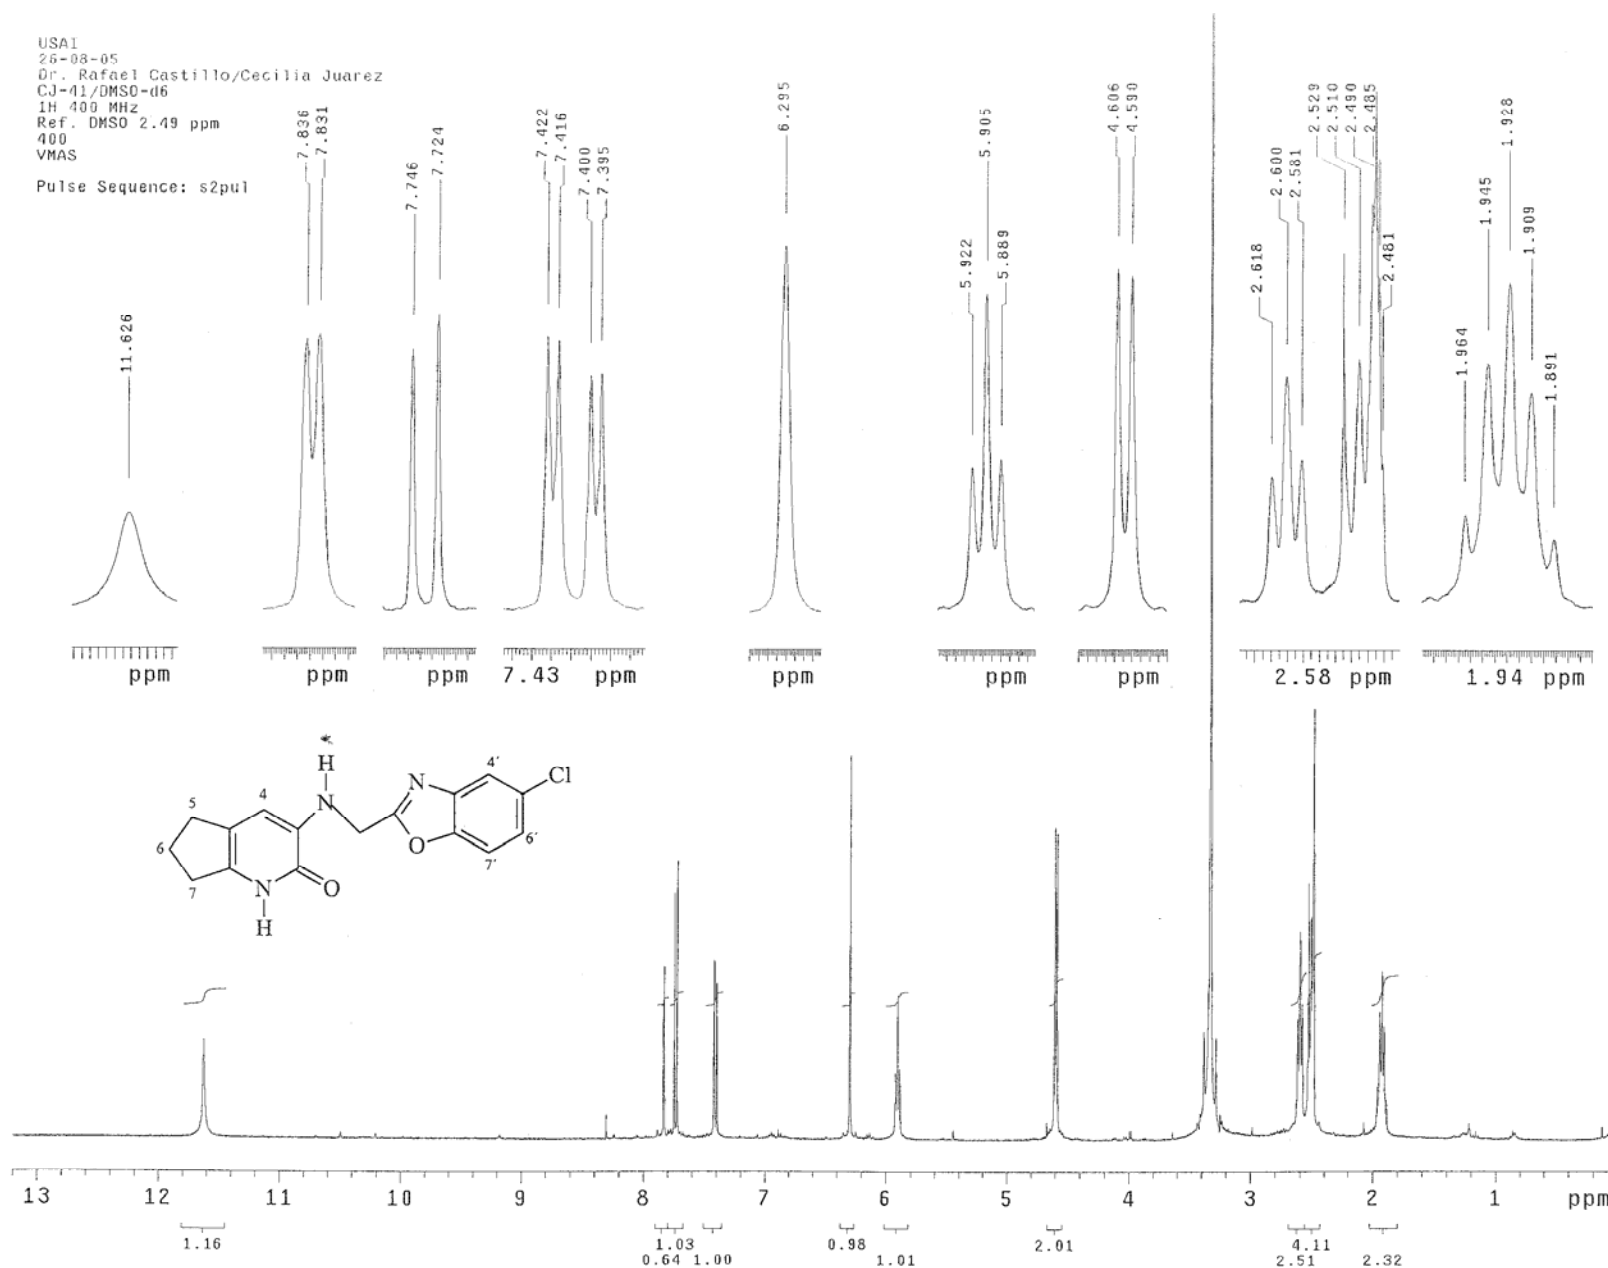 USAI
26-08-05
Dr. Rafael Castillo/Cecilia Juarez
CJ-41/DMSO-d6
1H 400 MHz
Ref. DMSO 2.49 ppm
400
VMAS
Pulse Sequence: s2pul
11.626
7.836
7.831
7.746
7.724
7.422
7.416
7.400
7.395
6.295
5.922
5.905
5.889
4.606
4.590
2.618
2.600
2.581
2.529
2.510
2.490
2.485
2.481
1.964
1.945
1.928
1.909
1.891
ppm ppm ppm 7.43 ppm ppm ppm ppm 2.58 ppm 1.94 ppm
*
H
N
4
5
6
7
N
H
O
N
O
4'
Cl
6'
7'
13 12 11 10 9 8 7 6 5 4 3 2 1 ppm
1.16 1.03 0.98 2.01 4.11
0.64 1.00 1.01 2.51 2.32